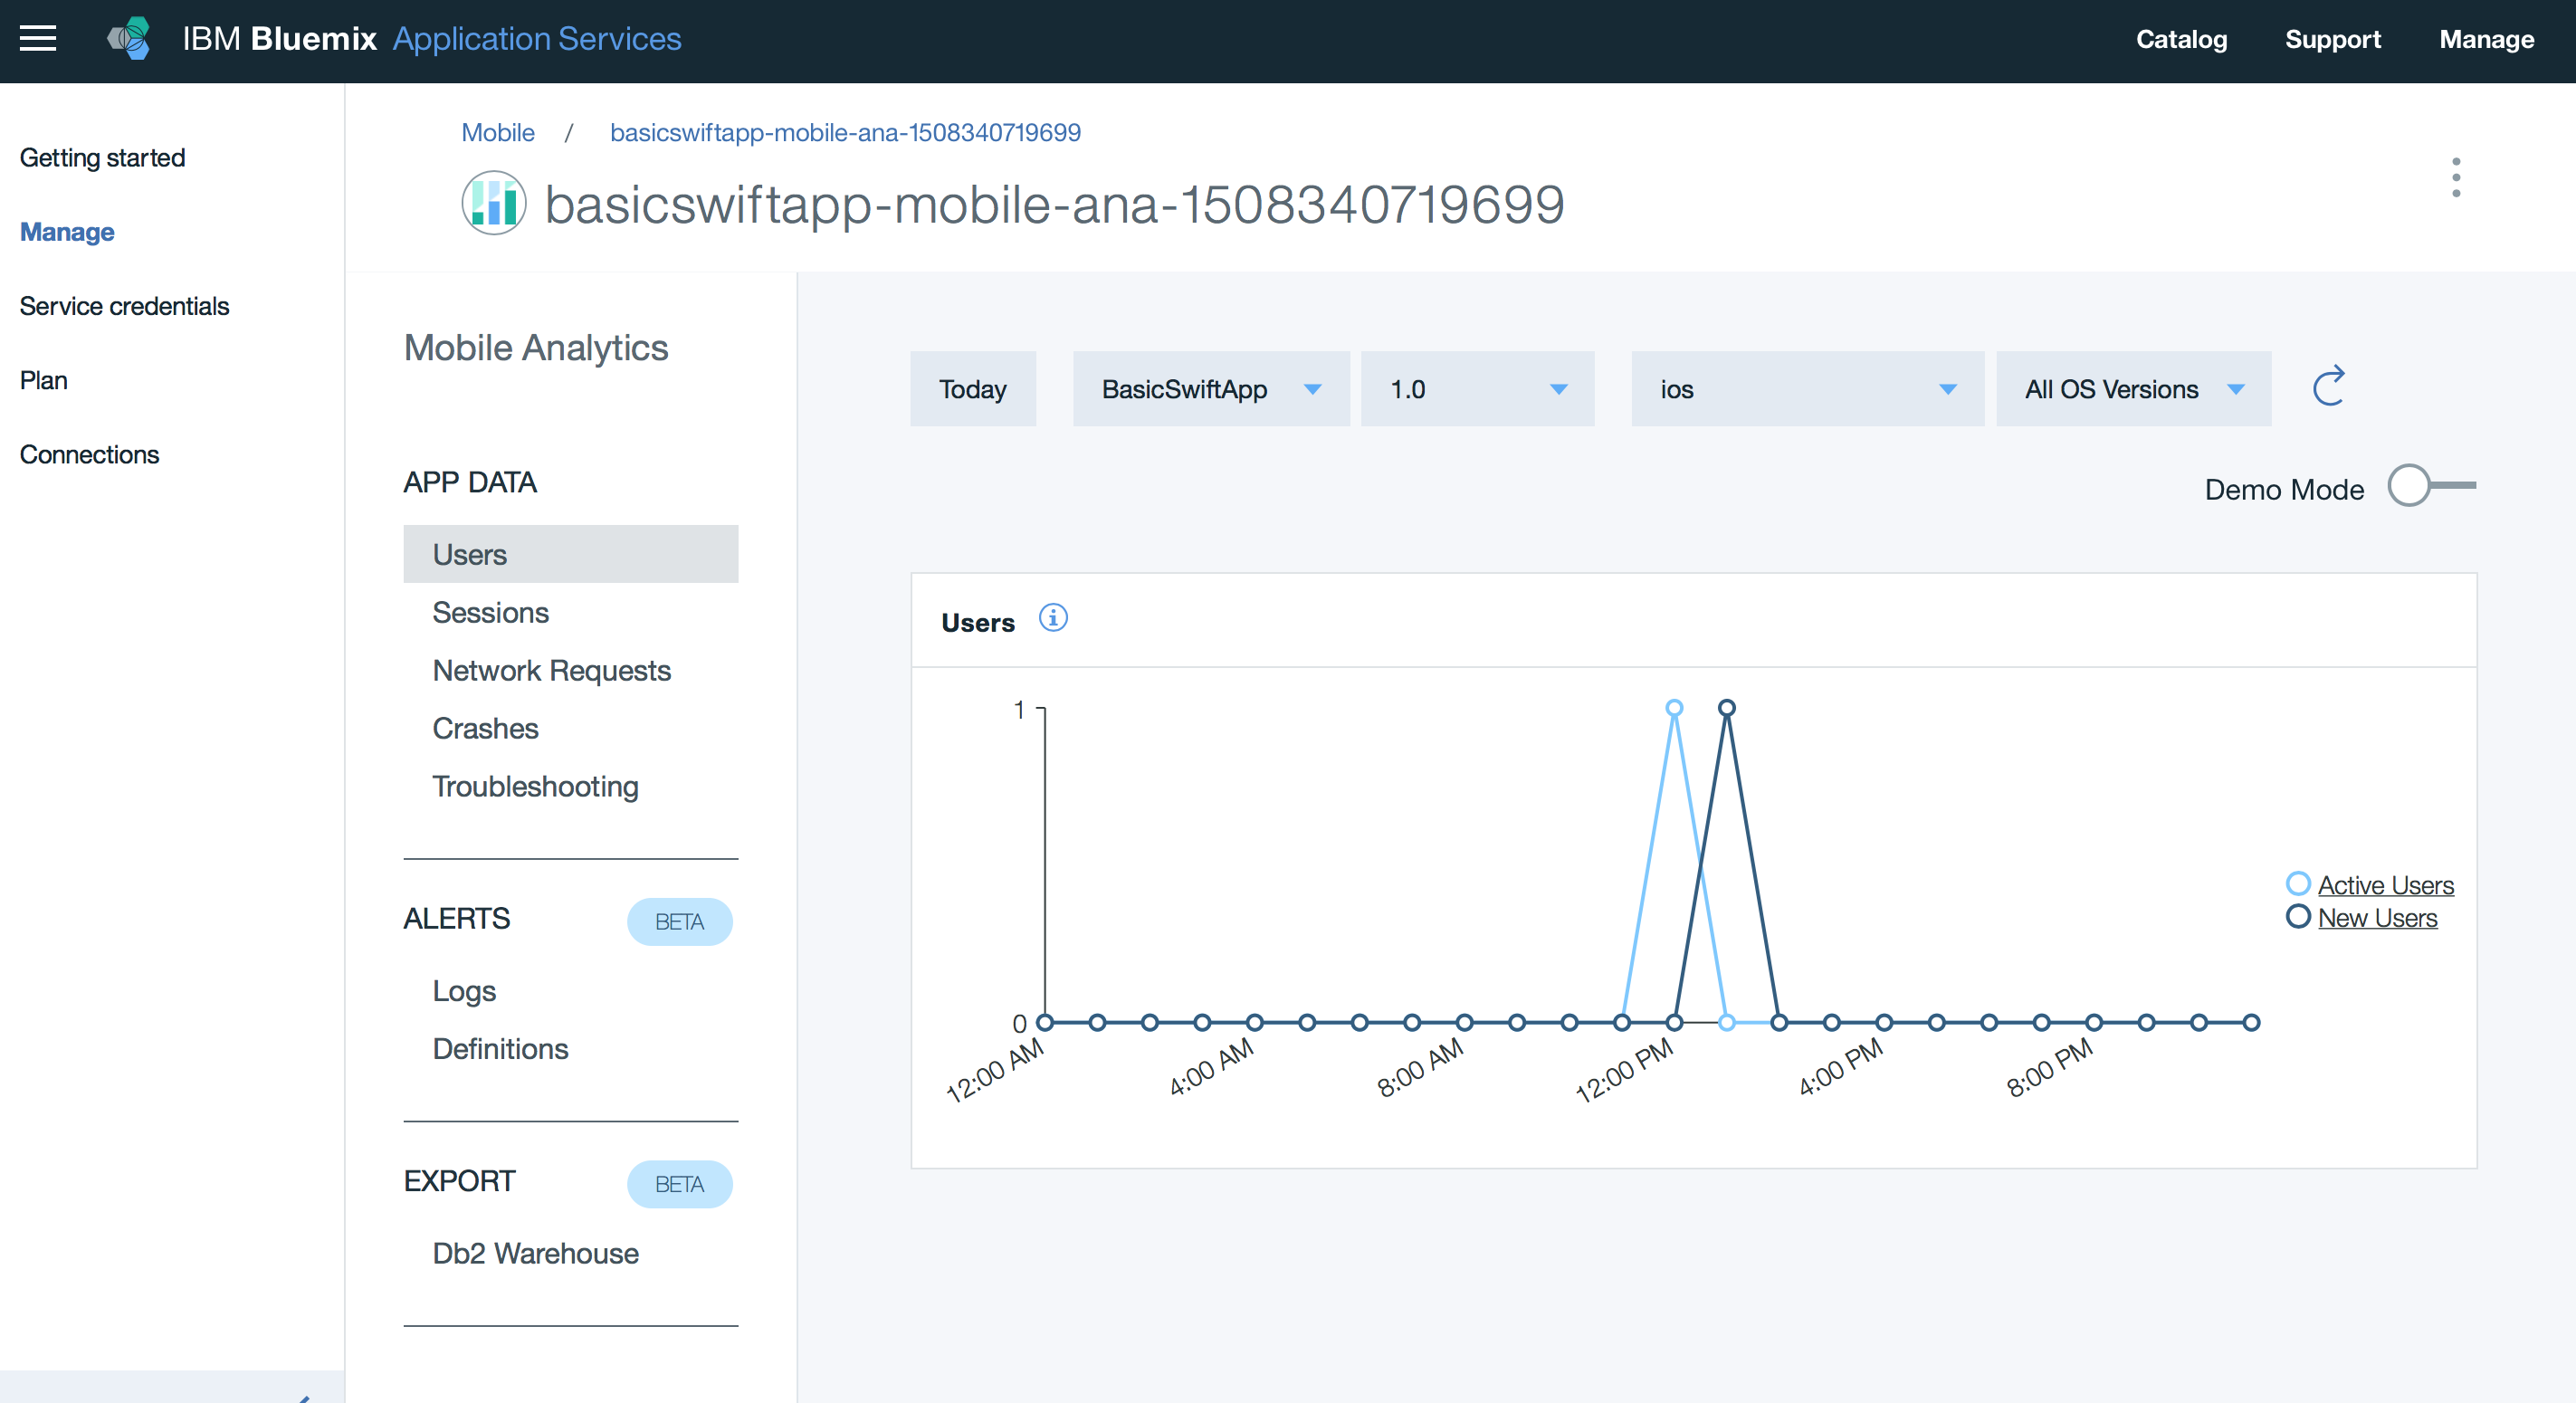 IBM Bluemix Application Services
Catalog Support Manage
Getting started
Manage
Service credentials
Plan
Connections
Mobile / basicswiftapp-mobile-ana-1508340719699
basicswiftapp-mobile-ana-1508340719699
Mobile Analytics
APP DATA
Users
Sessions
Network Requests
Crashes
Troubleshooting
ALERTS BETA
Logs
Definitions
EXPORT BETA
Db2 Warehouse
Today BasicSwiftApp 1.0 ios All OS Versions
Demo Mode
Users
1
0
12:00 AM 4:00 AM 8:00 AM 12:00 PM 4:00 PM 8:00 PM
Active Users
New Users